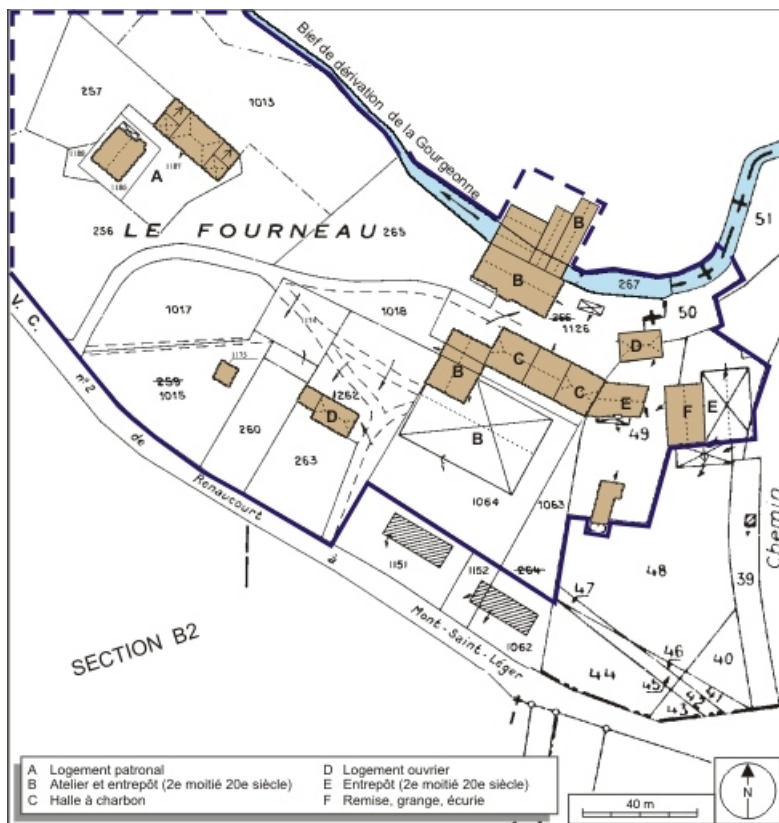 Bief de dérivation de la Gourgeonne
257
1013
1188
1186
1187
A
256
LE FOURNEAU
265
B
B
267
51
50
266
1126
1017
1018
D
C
C
B
E
F
E
V. C. n° 2 de Renaucourt à Mont-Saint-Léger
1175
259
1015
1262
D
260
263
B
49
1064
1063
1151
1152
264
1062
47
48
39
Chemin
46
45
44
43
42
41
40
SECTION B2
A Logement patronal
B Atelier et entrepôt (2e moitié 20e siècle)
C Halle à charbon
D Logement ouvrier
E Entrepôt (2e moitié 20e siècle)
F Remise, grange, écurie
40 m
N